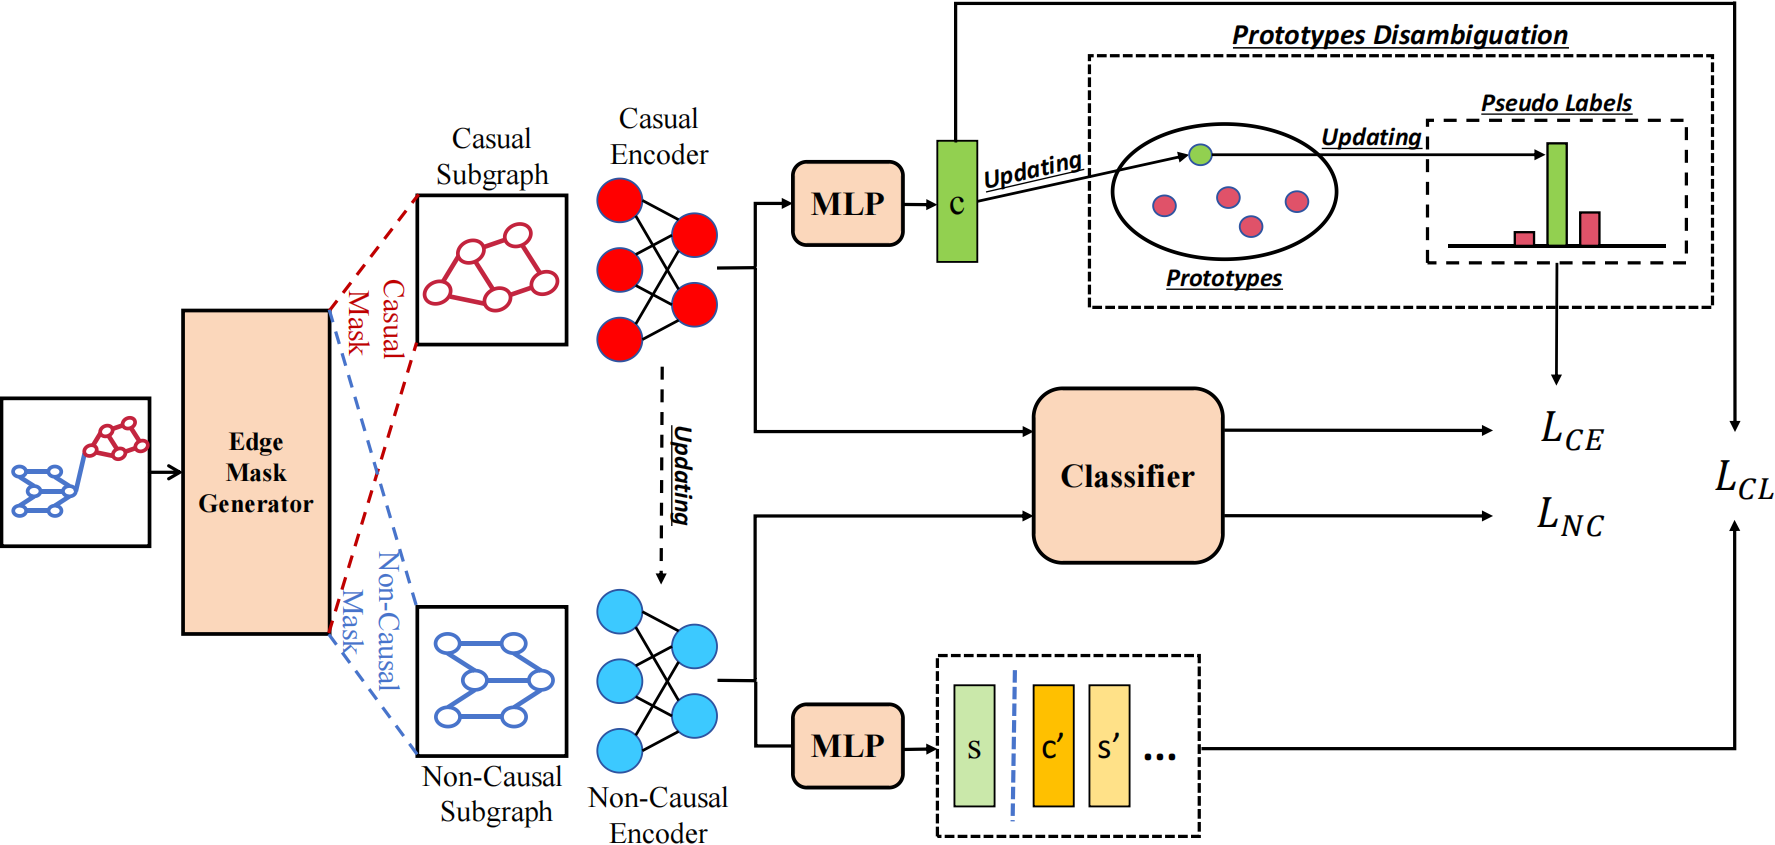 Prototypes Disambiguation
Pseudo Labels
Updating
Casual
Encoder
Casual
Subgraph
MLP
c
Updating
Prototypes
Casual
Mask
Edge
Mask
Generator
Updating
Classifier
L_{CE}
L_{CL}
L_{NC}
Non-Causal
Mask
Non-Causal
Subgraph
Non-Causal
Encoder
MLP
s
c’
s’
...